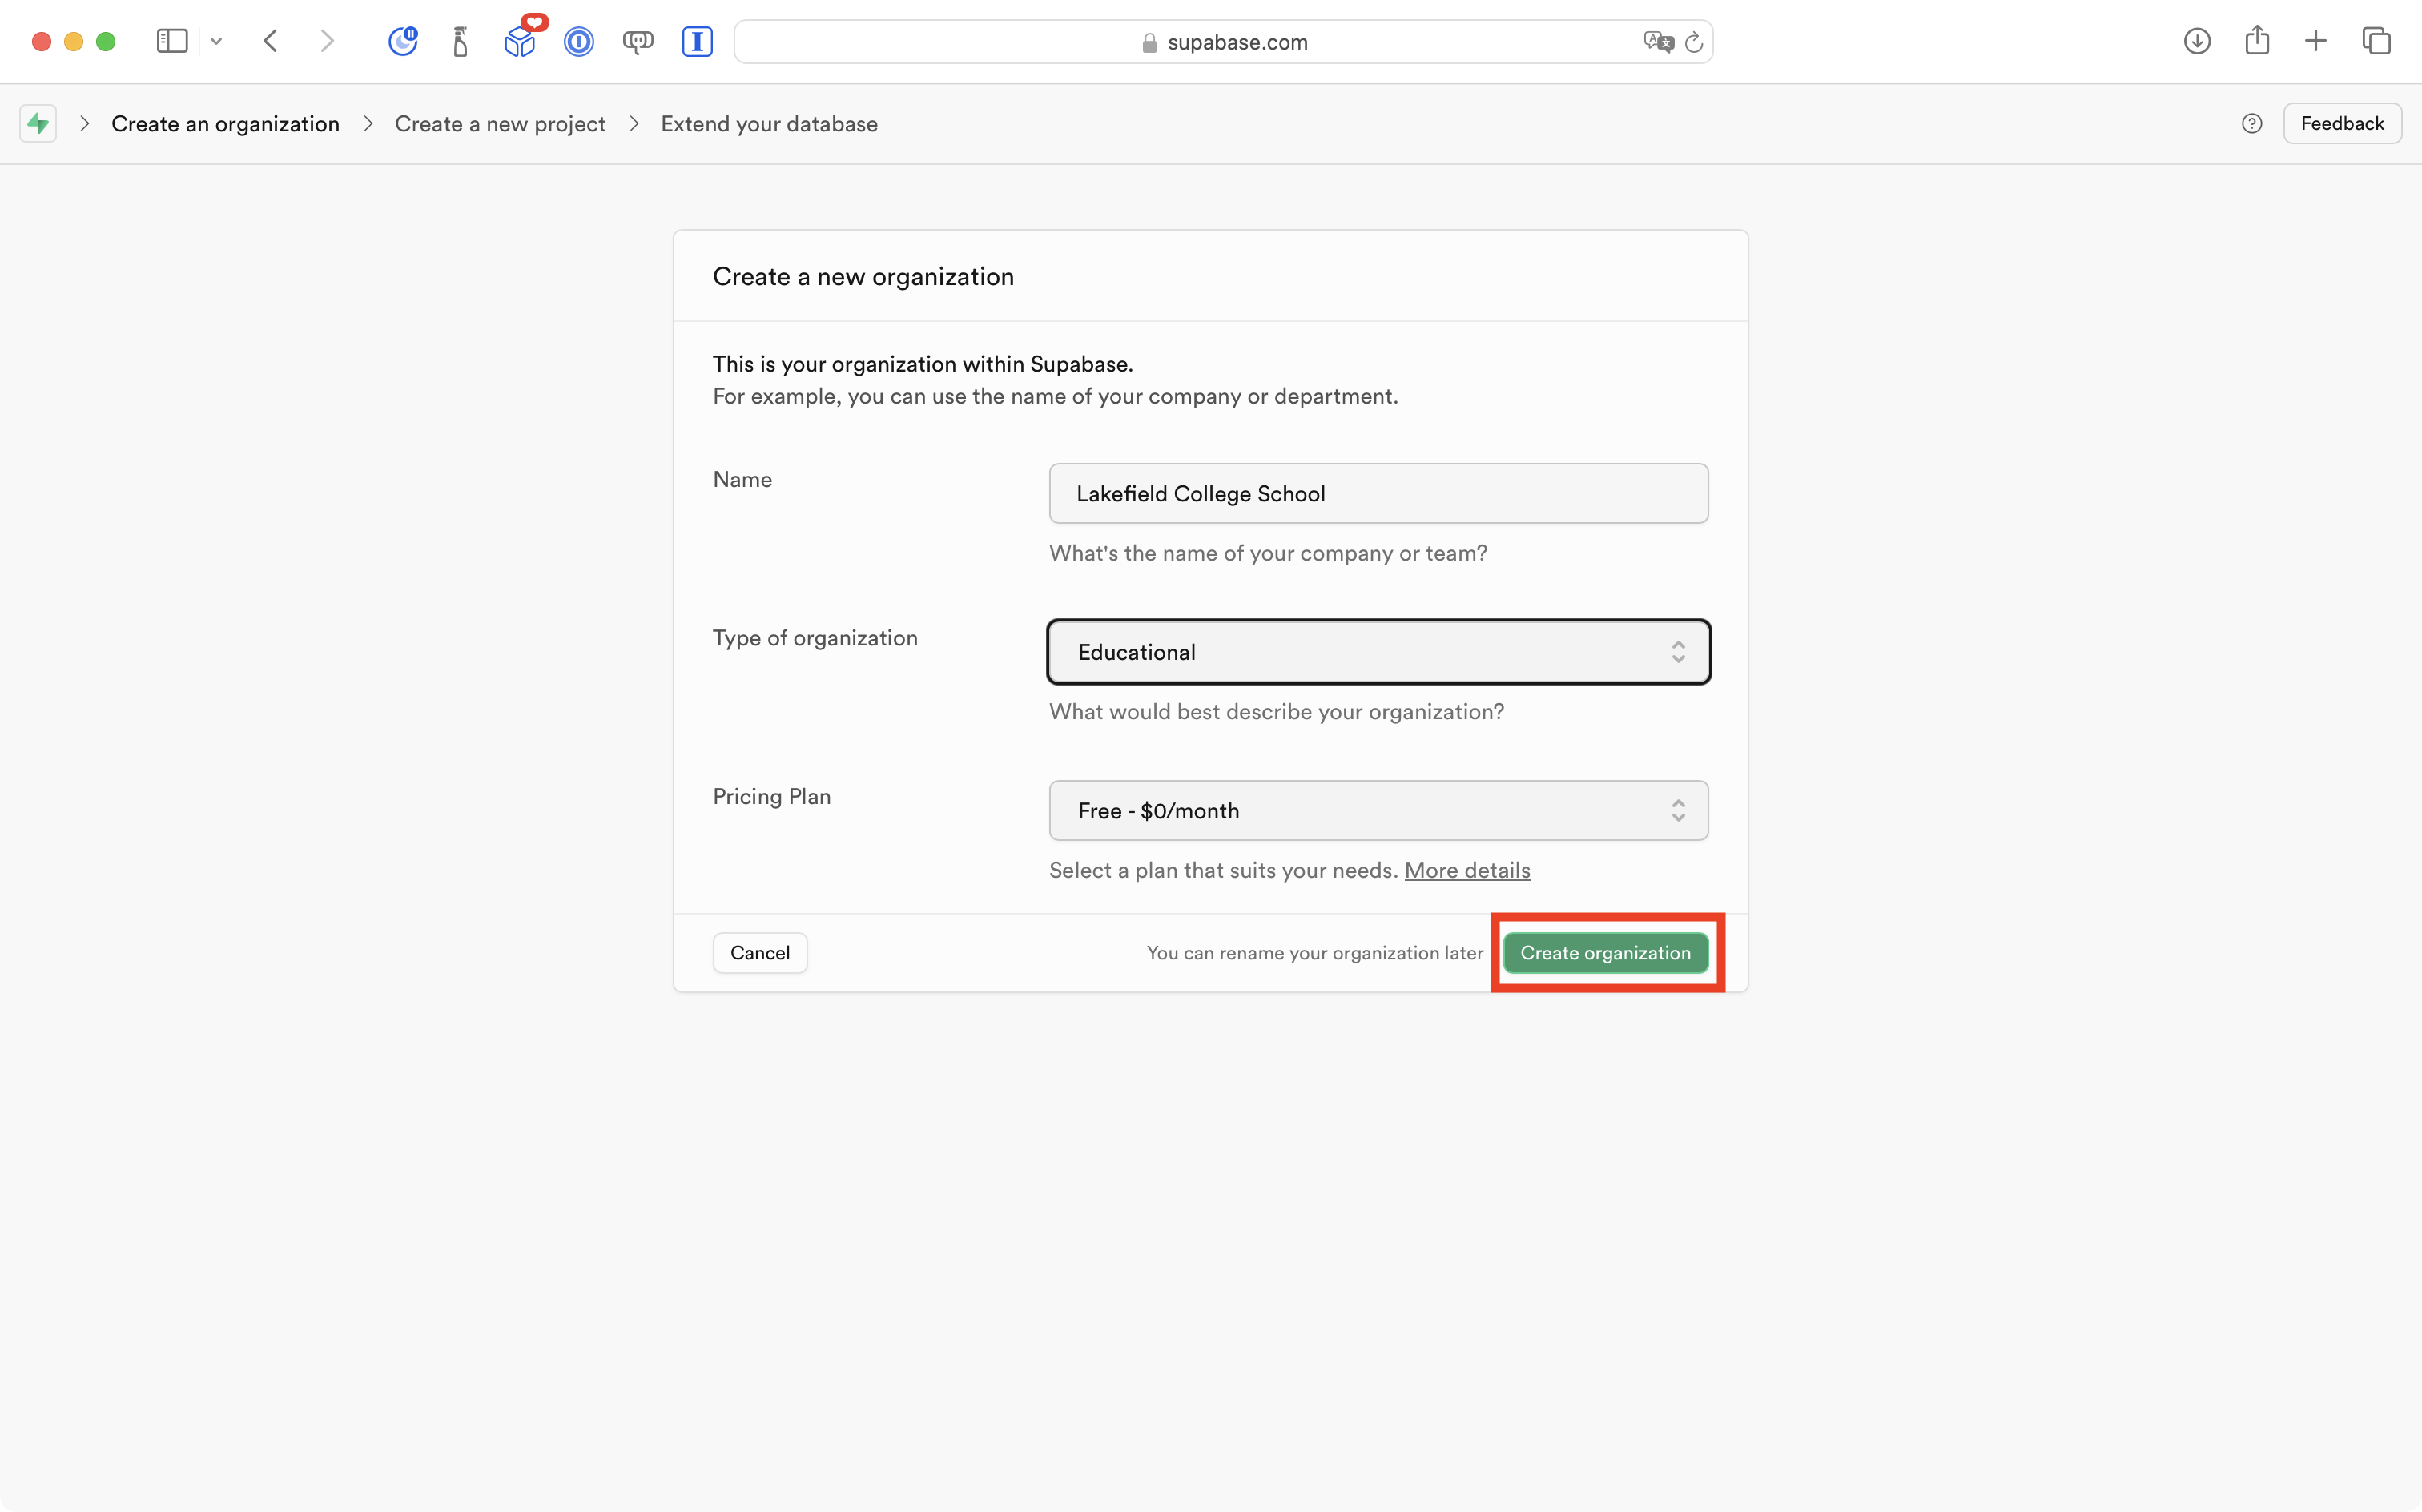 supabase.com
Create an organization > Create a new project > Extend your database
Feedback
Create a new organization
This is your organization within Supabase.
For example, you can use the name of your company or department.
Name
Lakefield College School
What's the name of your company or team?
Type of organization
Educational
What would best describe your organization?
Pricing Plan
Free - $0/month
Select a plan that suits your needs. More details
Cancel
You can rename your organization later
Create organization